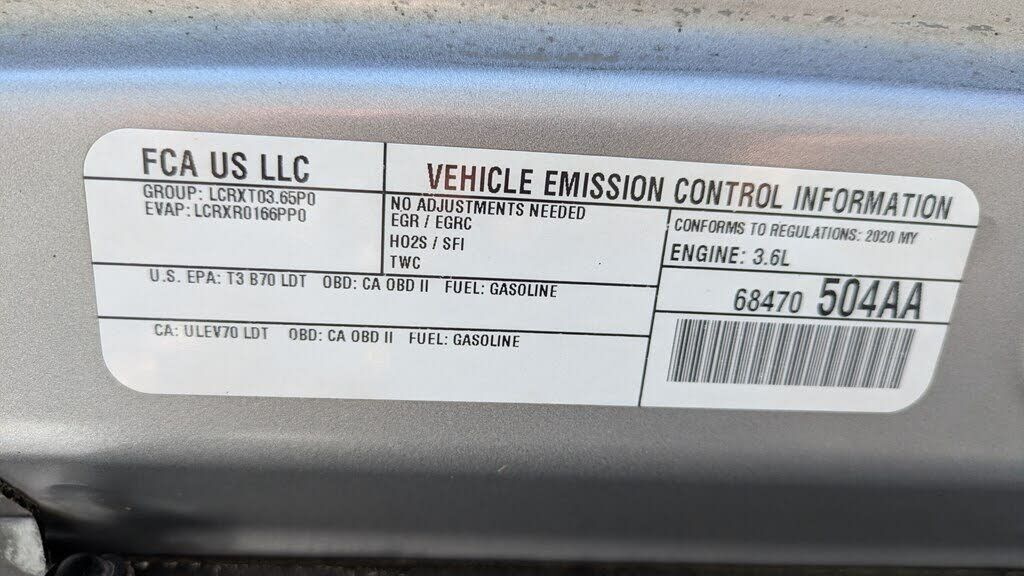 FCA US LLC
GROUP: LCRXT03.65P0
EVAP: LCRXR0166PP0
VEHICLE EMISSION CONTROL INFORMATION
NO ADJUSTMENTS NEEDED
EGR / EGRC
HO2S / SFI
TWC
CONFORMS TO REGULATIONS: 2020 MY
ENGINE: 3.6L
U.S. EPA: T3 B70 LDT OBD: CA OBD II FUEL: GASOLINE
68470 504AA
CA: ULEV70 LDT OBD: CA OBD II FUEL: GASOLINE